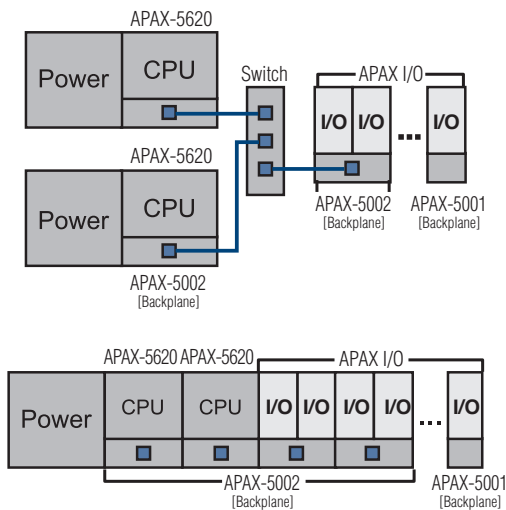 APAX-5620
Power
CPU
Switch
APAX I/O
I/O
I/O
I/O
APAX-5620
Power
CPU
APAX-5002
[Backplane]
APAX-5001
[Backplane]
APAX-5002
[Backplane]
APAX-5620 APAX-5620
APAX I/O
Power
CPU
CPU
I/O
I/O
I/O
I/O
I/O
APAX-5002
[Backplane]
APAX-5001
[Backplane]